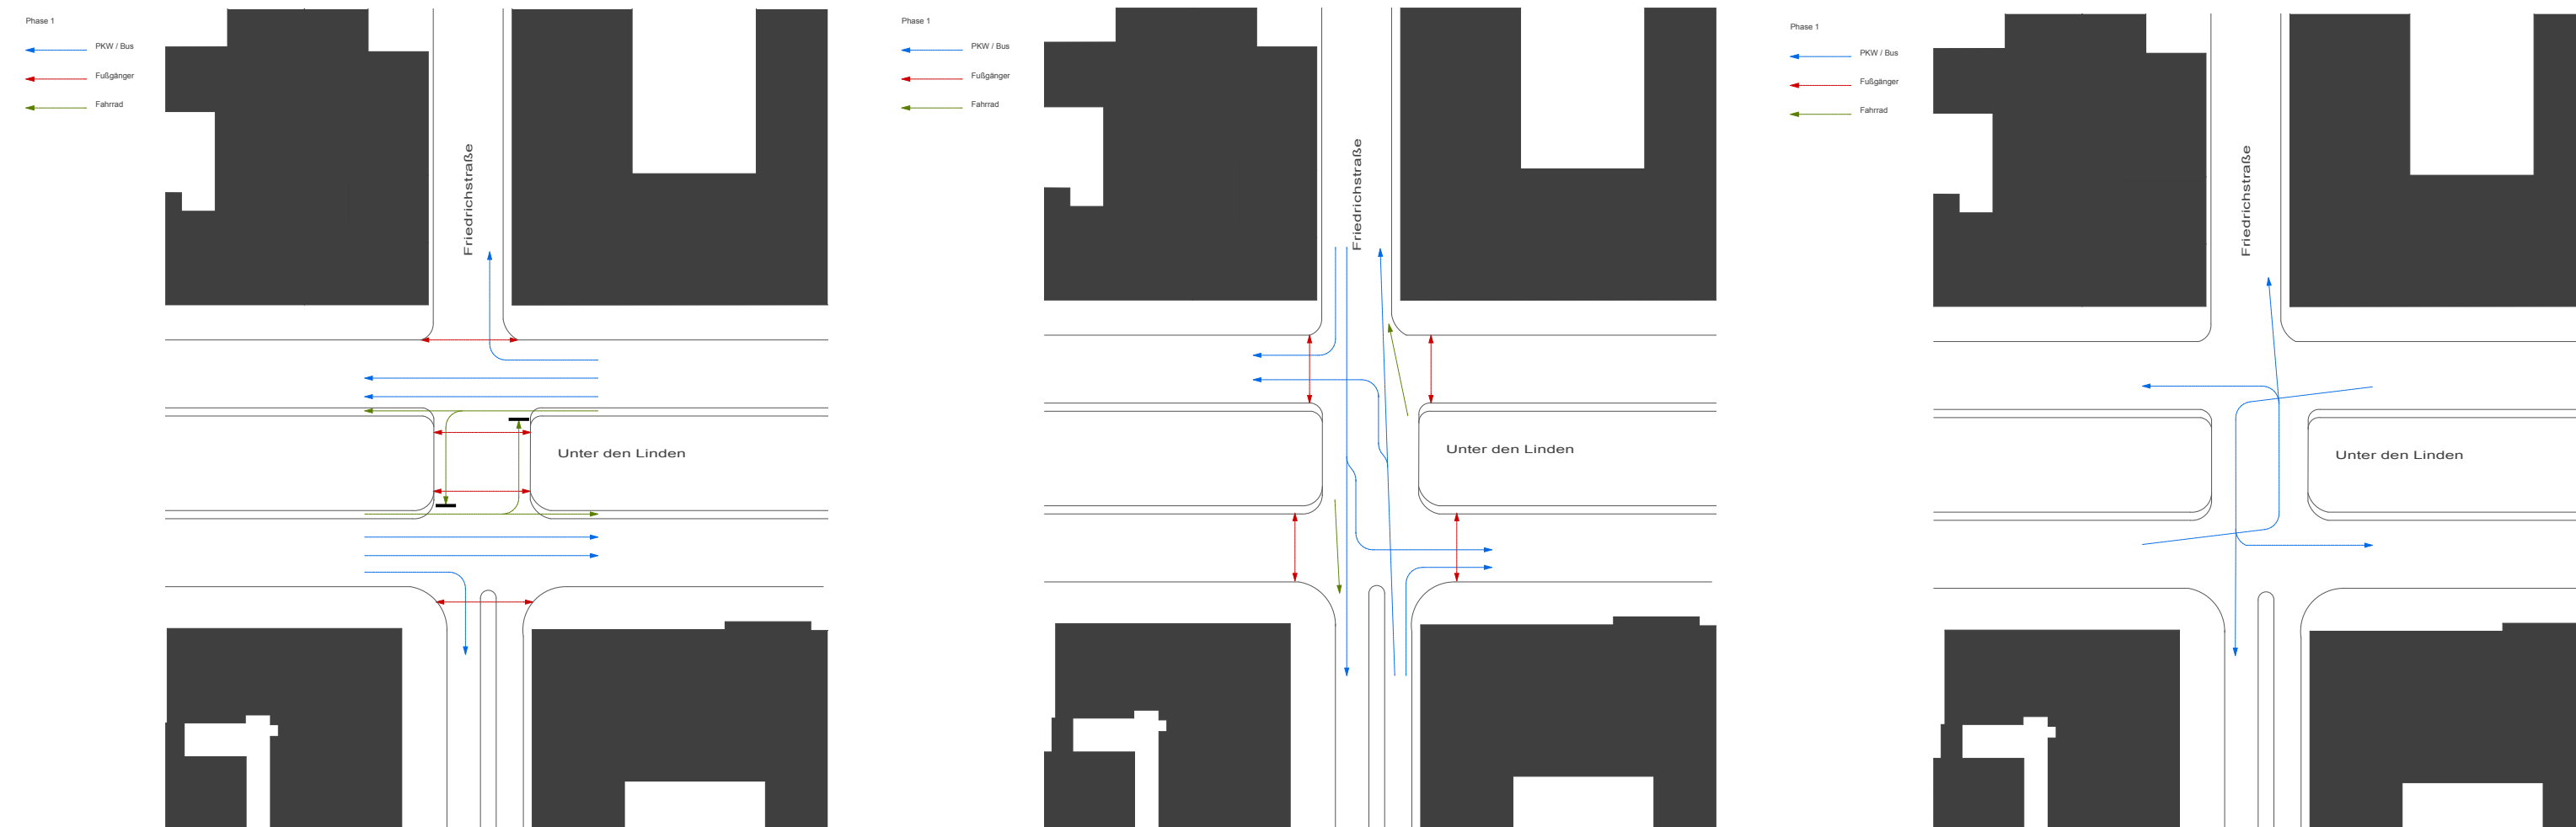 Phase 1
PKW / Bus
Fußgänger
Fahrrad
Friedrichstraße
Unter den Linden
Phase 1
PKW / Bus
Fußgänger
Fahrrad
Friedrichstraße
Unter den Linden
Phase 1
PKW / Bus
Fußgänger
Fahrrad
Friedrichstraße
Unter den Linden